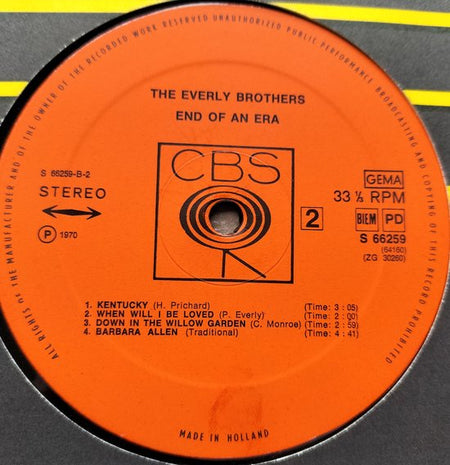 ALL RIGHTS OF THE MANUFACTURER AND OF THE OWNER OF THE RECORDED WORK RESERVED UNAUTHORIZED PUBLIC PERFORMANCE BROADCASTING AND COPYING OF THIS RECORD PROHIBITED
THE EVERLY BROTHERS
END OF AN ERA
CBS
S 66259-B-2
STEREO
℗ 1970
GEMA
33 ⅓ RPM
2
BIEM PD
S 66259
(64160)
(ZG 30260)
1. KENTUCKY (H. Prichard) (Time: 3 : 05)
2. WHEN WILL I BE LOVED (P. Everly) (Time: 2 : 00)
3. DOWN IN THE WILLOW GARDEN (C. Monroe) (Time: 2 : 59)
4. BARBARA ALLEN (Traditional) (Time: 4 : 41)
MADE IN HOLLAND